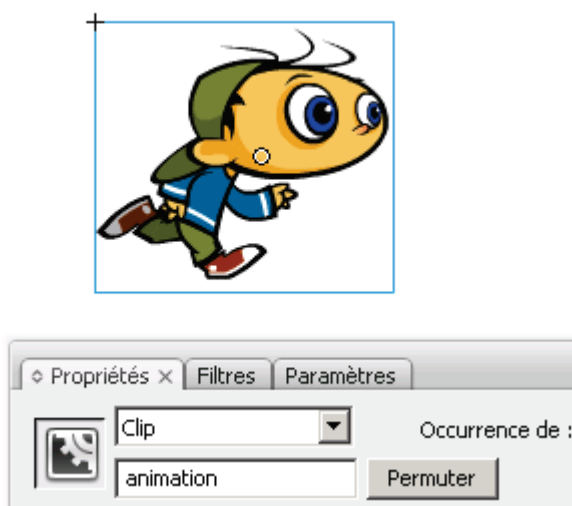 Propriétés Filtres Paramètres
Clip Occurrence de :
animation Permuter